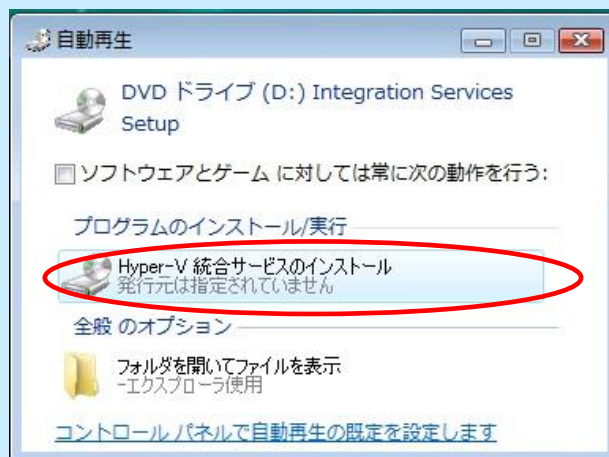 自動再生
DVD ドライブ (D:) Integration Services
Setup
ソフトウェアとゲーム に対しては常に次の動作を行う:
プログラムのインストール/実行
Hyper-V 統合サービスのインストール
発行元は指定されていません
全般 のオプション
フォルダを開いてファイルを表示
-エクスプローラ使用
コントロール パネルで自動再生の既定を設定します